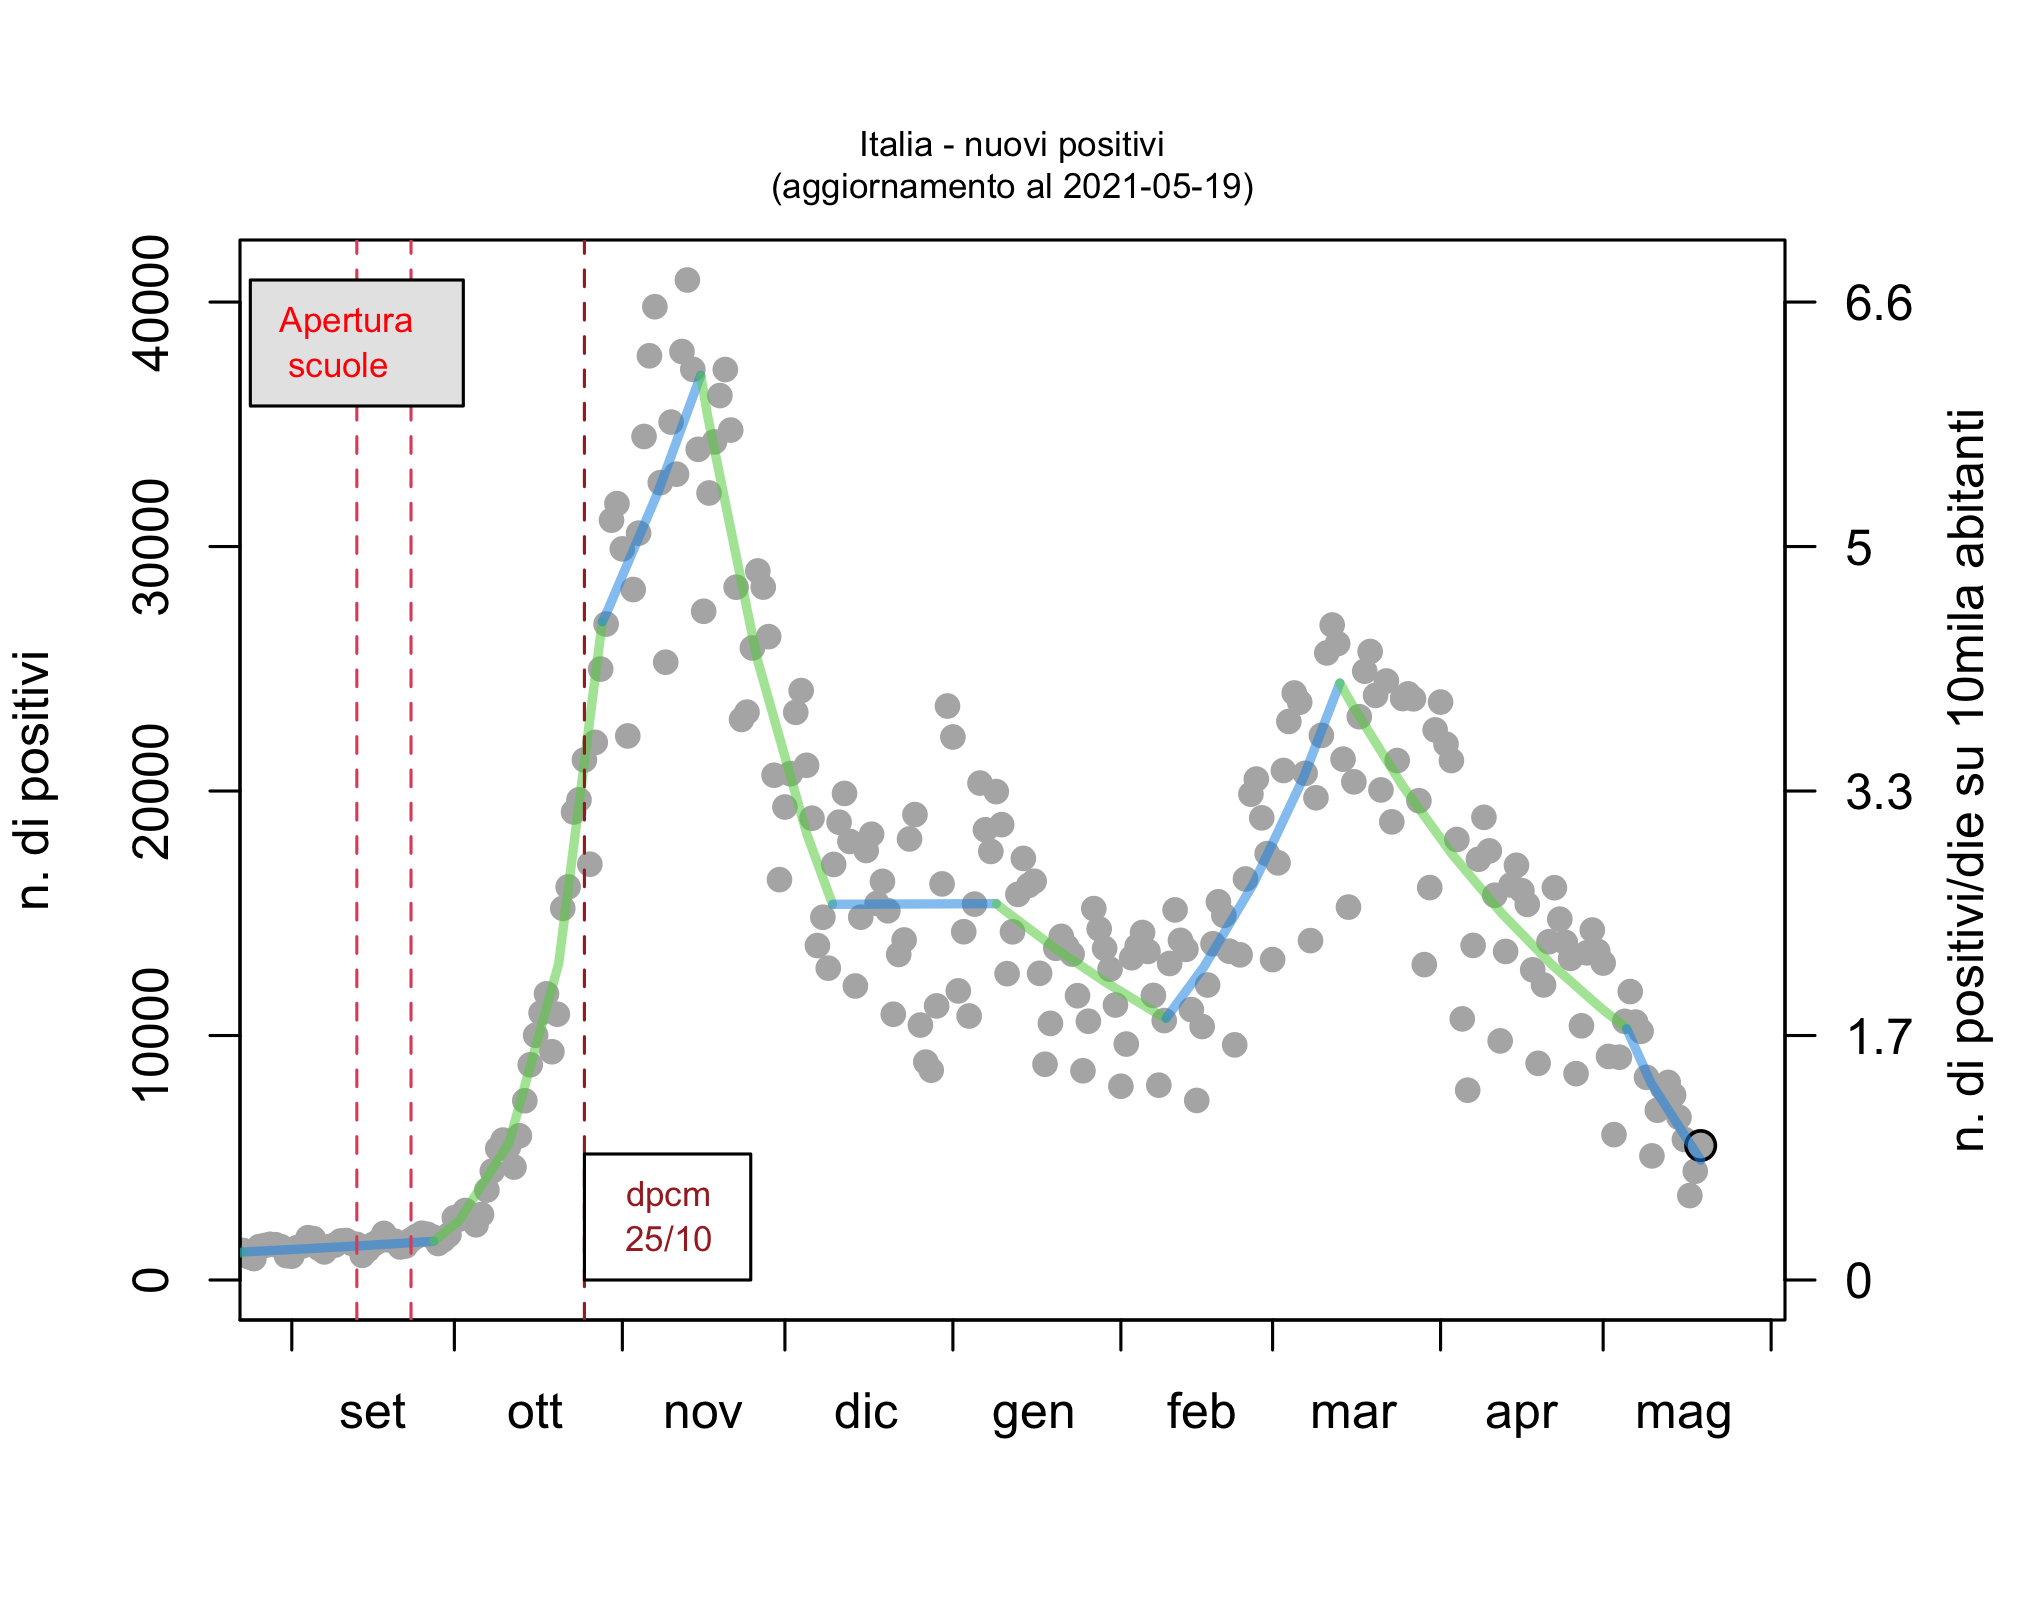 Italia - nuovi positivi
(aggiornamento al 2021-05-19)
n. di positivi
40000
30000
20000
10000
0
Apertura
scuole
dpcm
25/10
6.6
5
3.3
1.7
0
n. di positivi/die su 10mila abitanti
set ott nov dic gen feb mar apr mag